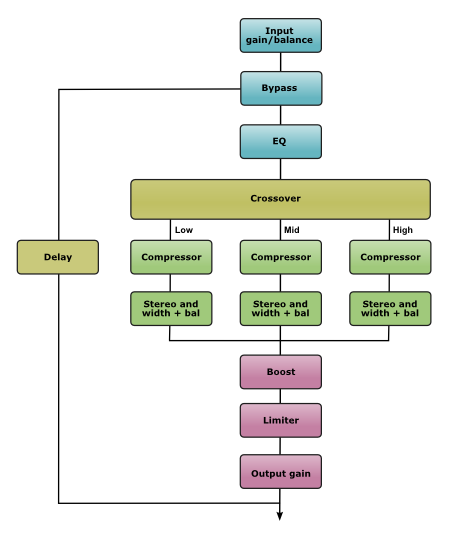 Input
gain/balance
Bypass
EQ
Crossover
Low
Mid
High
Delay
Compressor
Compressor
Compressor
Stereo and
width + bal
Stereo and
width + bal
Stereo and
width + bal
Boost
Limiter
Output gain